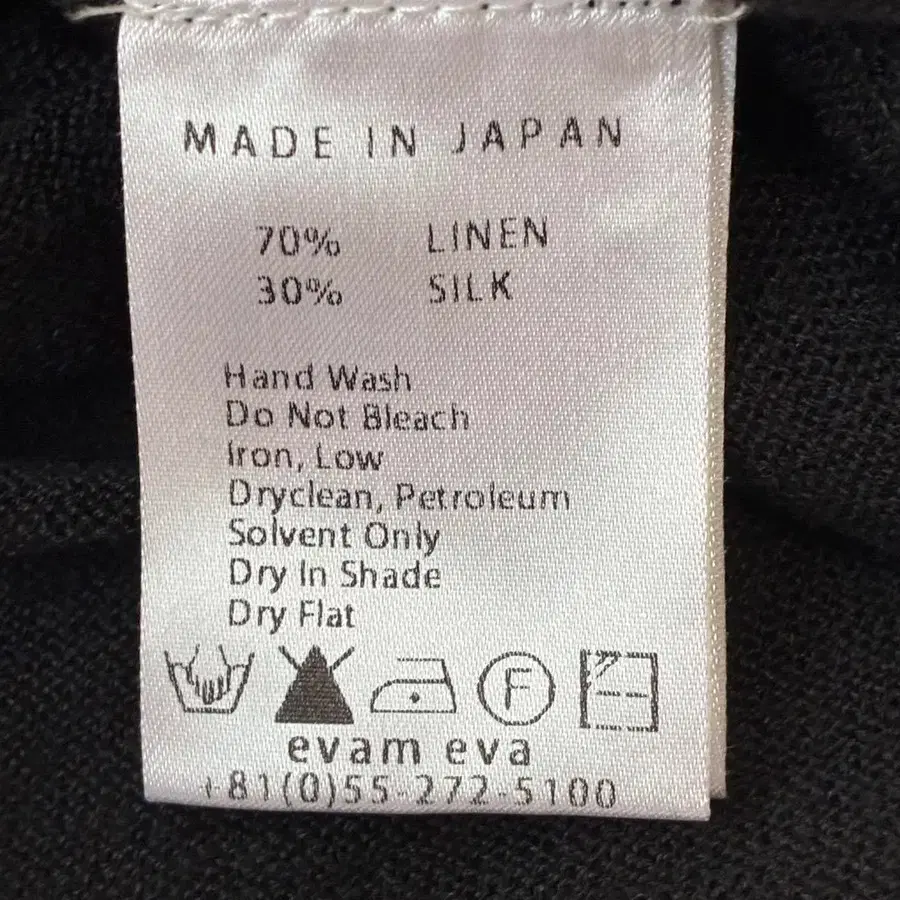 MADE IN JAPAN
70% LINEN
30% SILK
Hand Wash
Do Not Bleach
Iron, Low
Dryclean, Petroleum
Solvent Only
Dry In Shade
Dry Flat
F
evam eva
+81(0)55-272-5100